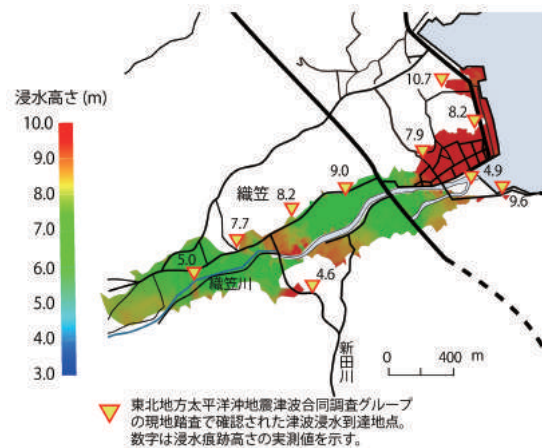 浸水高さ（m）
10.0
9.0
8.0
7.0
6.0
5.0
4.0
3.0
10.7
8.2
7.9
4.9
9.6
9.0
織笠
8.2
7.7
5.0
織笠川
4.6
新田川
0 400 m
東北地方太平洋沖地震津波合同調査グループ
の現地踏査で確認された津波浸水到達地点。
数字は浸水痕跡高さの実測値を示す。